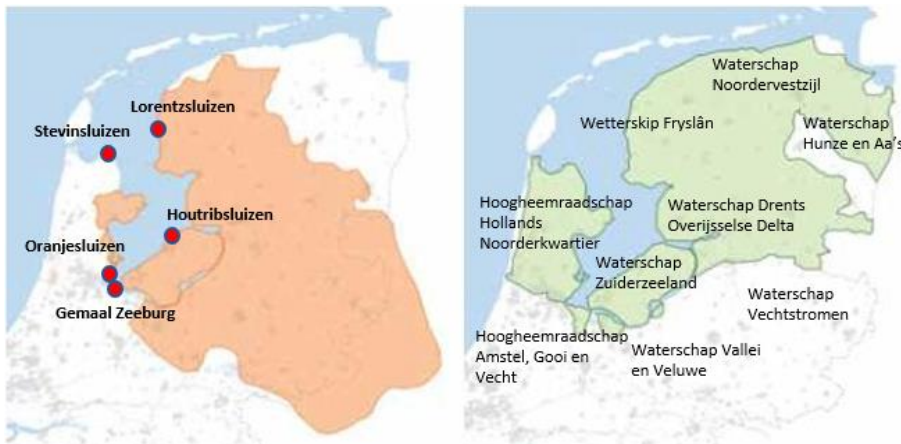 Lorentzsluizen
Stevinsluizen
Houtribsluizen
Oranjesluizen
Gemaal Zeeburg
Waterschap
Noordervestzijl
Wetterskip Fryslân
Waterschap
Hunze en Aa's
Hoogheemraadschap
Hollands
Noorderkwartier
Waterschap Drents
Overijsselse Delta
Waterschap
Zuiderzeeland
Waterschap
Vechtstromen
Hoogheemraadschap
Amstel, Gooi en
Vecht
Waterschap Vallei
en Veluwe